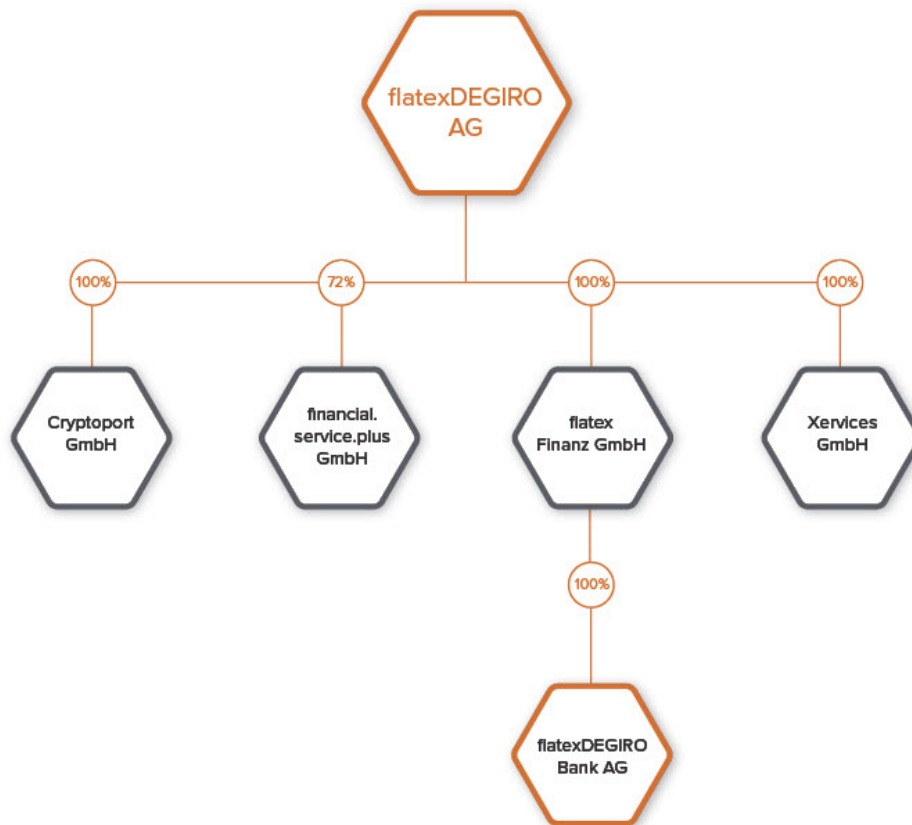 flatexDEGIRO
AG
100%
72%
100%
100%
Cryptoport
GmbH
financial.
service.plus
GmbH
flatex
Finanz GmbH
Xervices
GmbH
100%
flatexDEGIRO
Bank AG